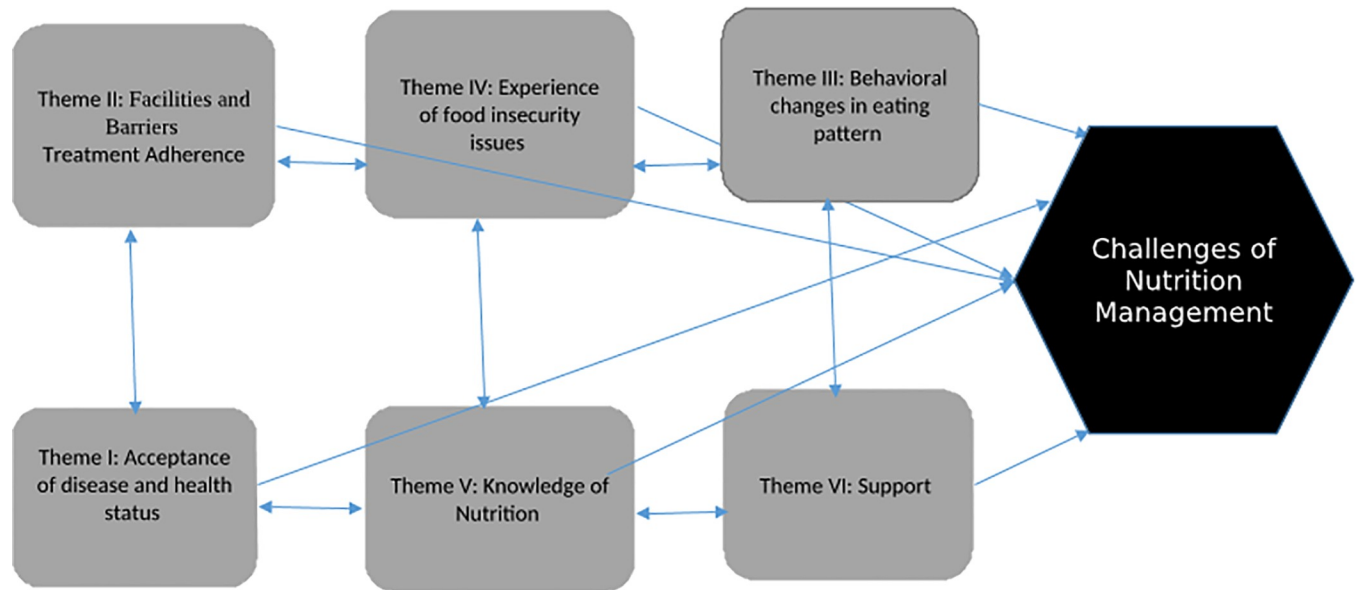 Theme II: Facilities and
Barriers
Treatment Adherence
Theme IV: Experience
of food insecurity
issues
Theme III: Behavioral
changes in eating
pattern
Challenges of
Nutrition
Management
Theme I: Acceptance
of disease and health
status
Theme V: Knowledge of
Nutrition
Theme VI: Support